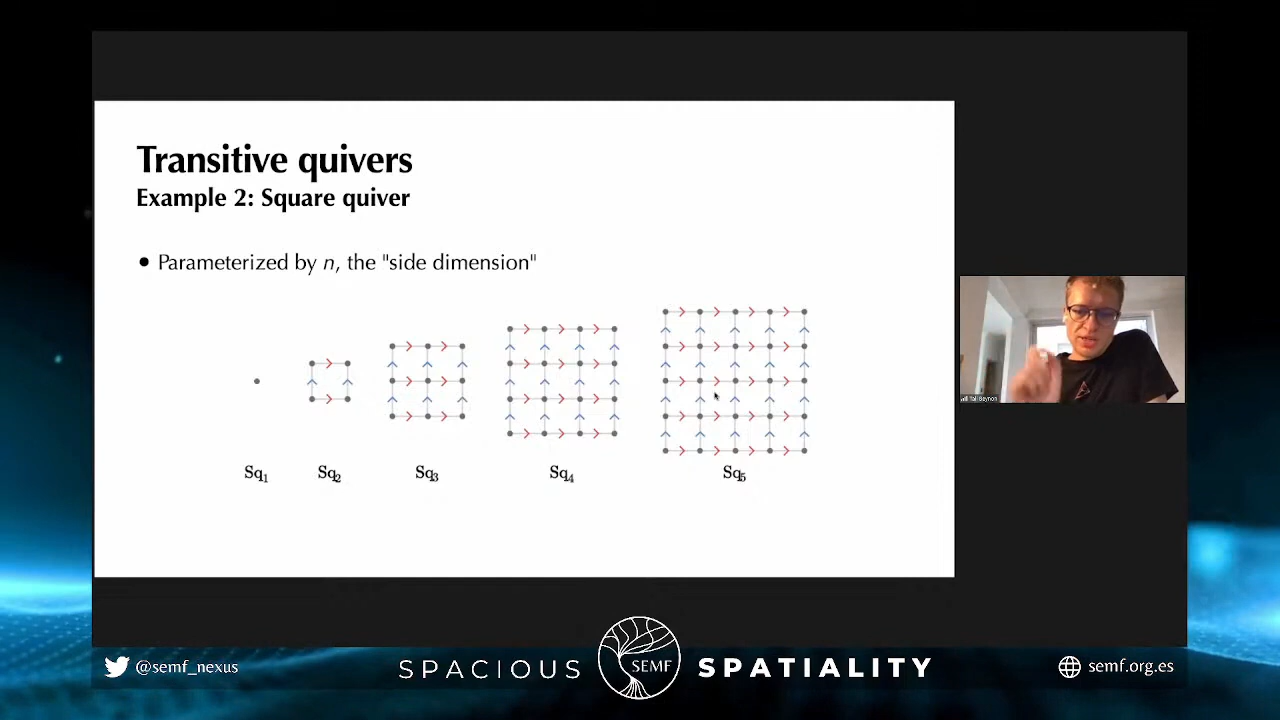 Transitive quivers
Example 2: Square quiver
• Parameterized by n, the "side dimension"
Sq1 Sq2 Sq3 Sq4 Sq5
@semf_nexus
SPACIOUS SEMF SPATIALITY
semf.org.es